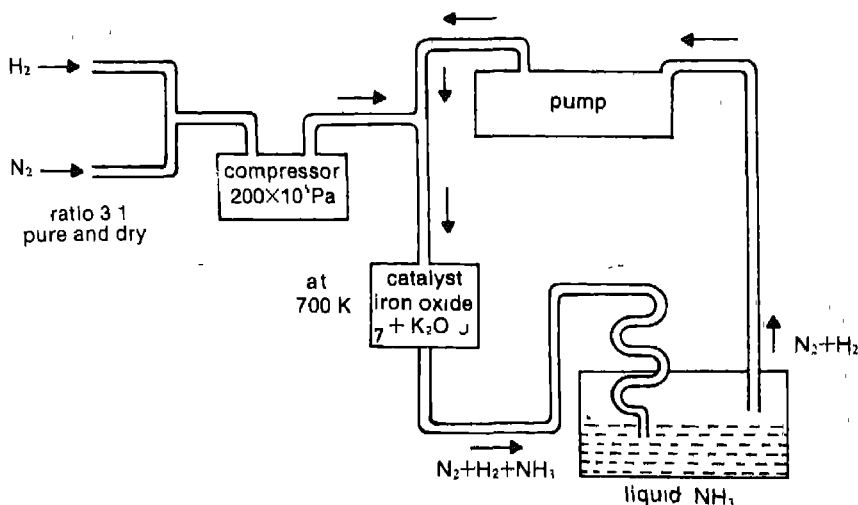 H₂
N₂
ratio 3 1
pure and dry
compressor
200×10⁵Pa
pump
at
700 K
catalyst
iron oxide
7 + K₂O J
N₂+H₂+NH₃
N₂+H₂
liquid NH₃